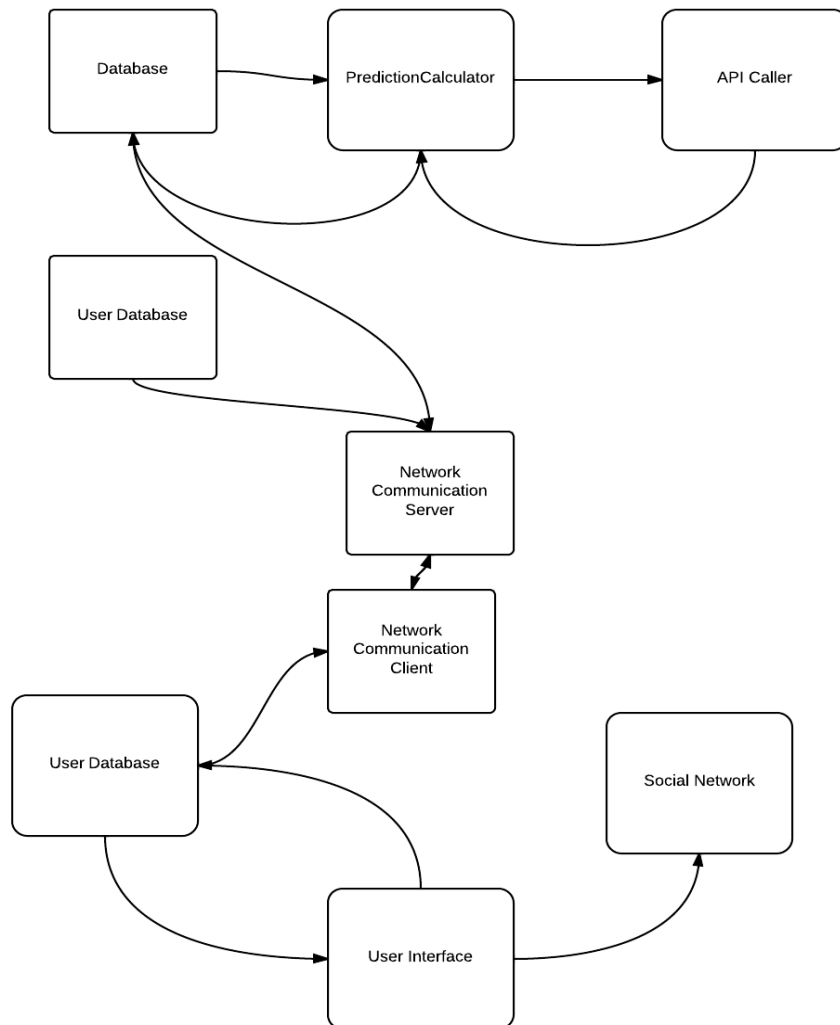 Database
PredictionCalculator
API Caller
User Database
Network
Communication
Server
Network
Communication
Client
User Database
Social Network
User Interface